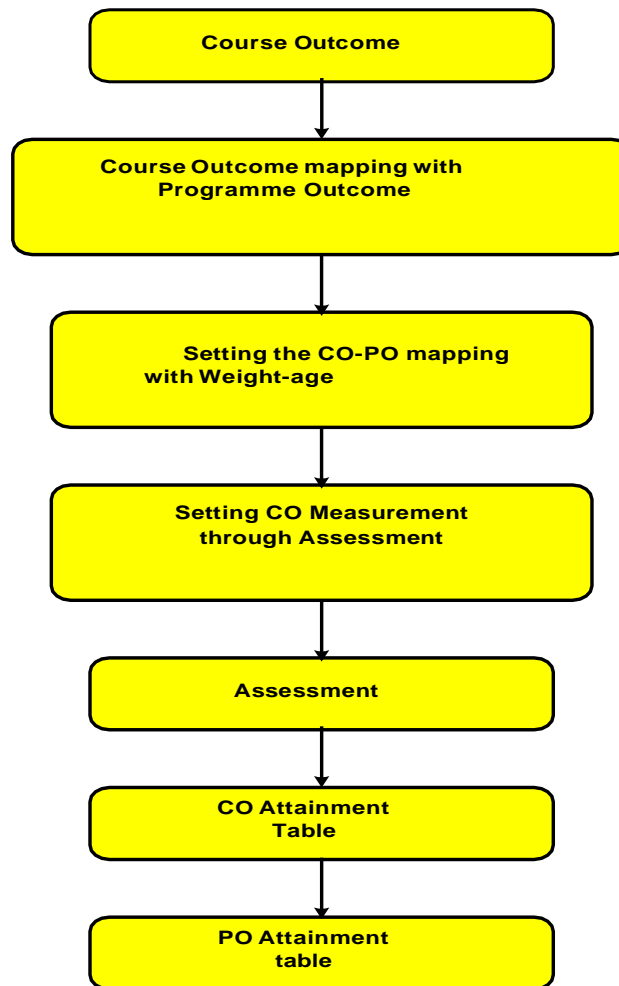 Course Outcome
Course Outcome mapping with
Programme Outcome
Setting the CO-PO mapping
with Weight-age
Setting CO Measurement
through Assessment
Assessment
CO Attainment
Table
PO Attainment
table